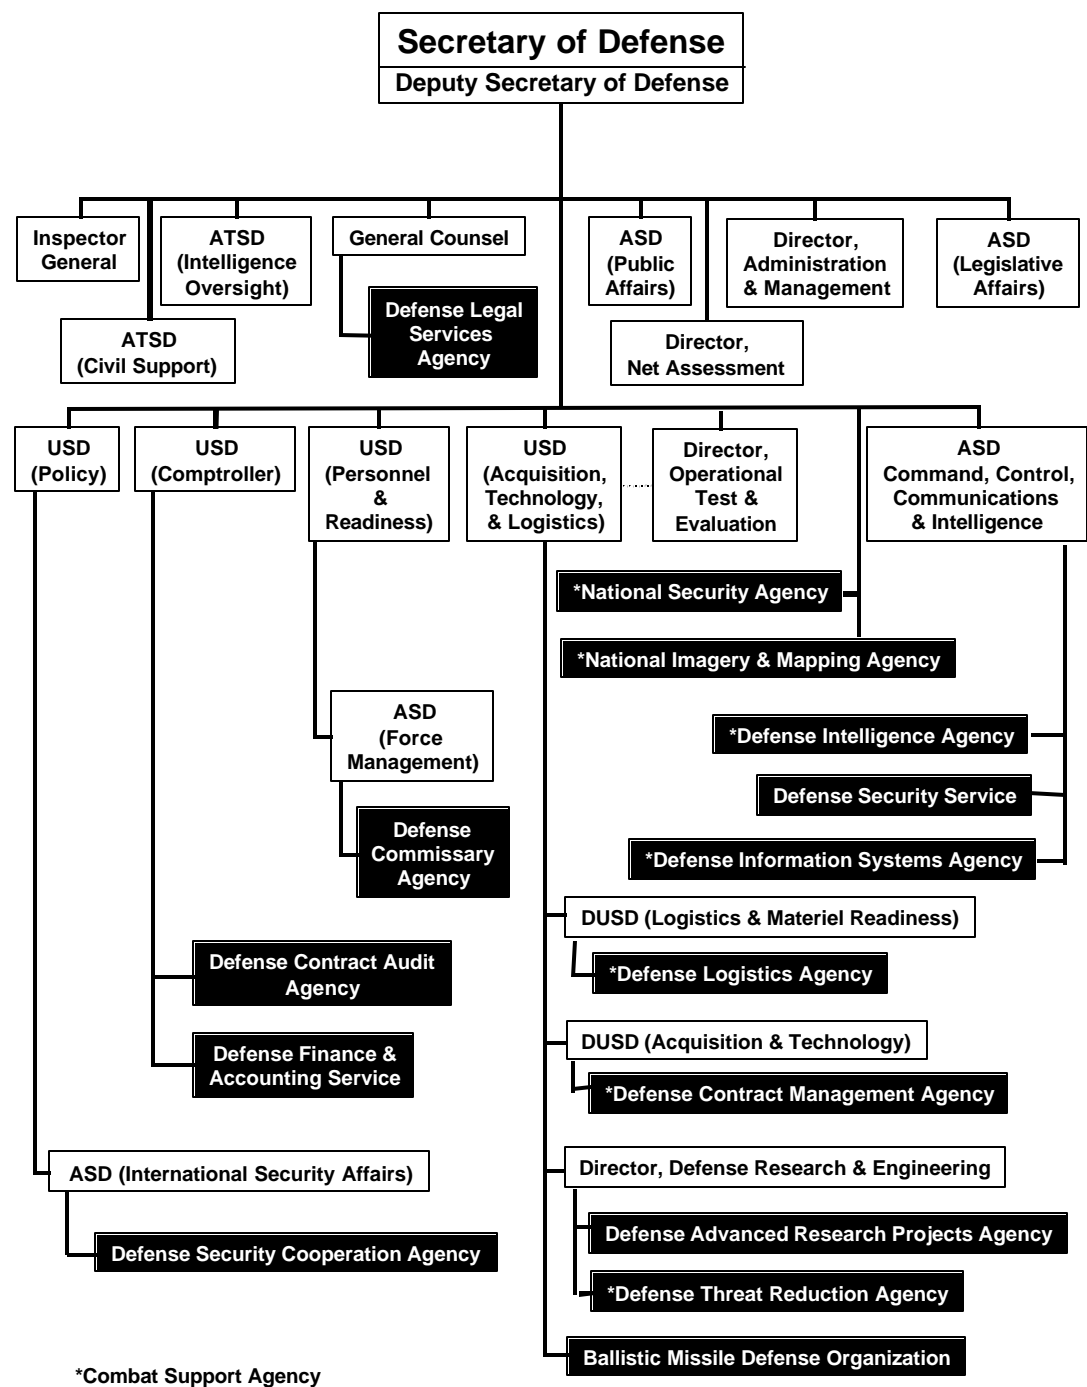 Secretary of Defense
Deputy Secretary of Defense
Inspector
General
ATSD
(Intelligence
Oversight)
General Counsel
ASD
(Public
Affairs)
Director,
Administration
& Management
ASD
(Legislative
Affairs)
Defense Legal
Services
Agency
ATSD
(Civil Support)
Director,
Net Assessment
USD
(Policy)
USD
(Comptroller)
USD
(Personnel
&
Readiness)
USD
(Acquisition,
Technology,
& Logistics)
Director,
Operational
Test &
Evaluation
ASD
Command, Control,
Communications
& Intelligence
*National Security Agency
*National Imagery & Mapping Agency
ASD
(Force
Management)
*Defense Intelligence Agency
Defense Security Service
Defense
Commissary
Agency
*Defense Information Systems Agency
DUSD (Logistics & Materiel Readiness)
Defense Contract Audit
Agency
*Defense Logistics Agency
DUSD (Acquisition & Technology)
Defense Finance &
Accounting Service
*Defense Contract Management Agency
ASD (International Security Affairs)
Director, Defense Research & Engineering
Defense Advanced Research Projects Agency
Defense Security Cooperation Agency
*Defense Threat Reduction Agency
Ballistic Missile Defense Organization
*Combat Support Agency